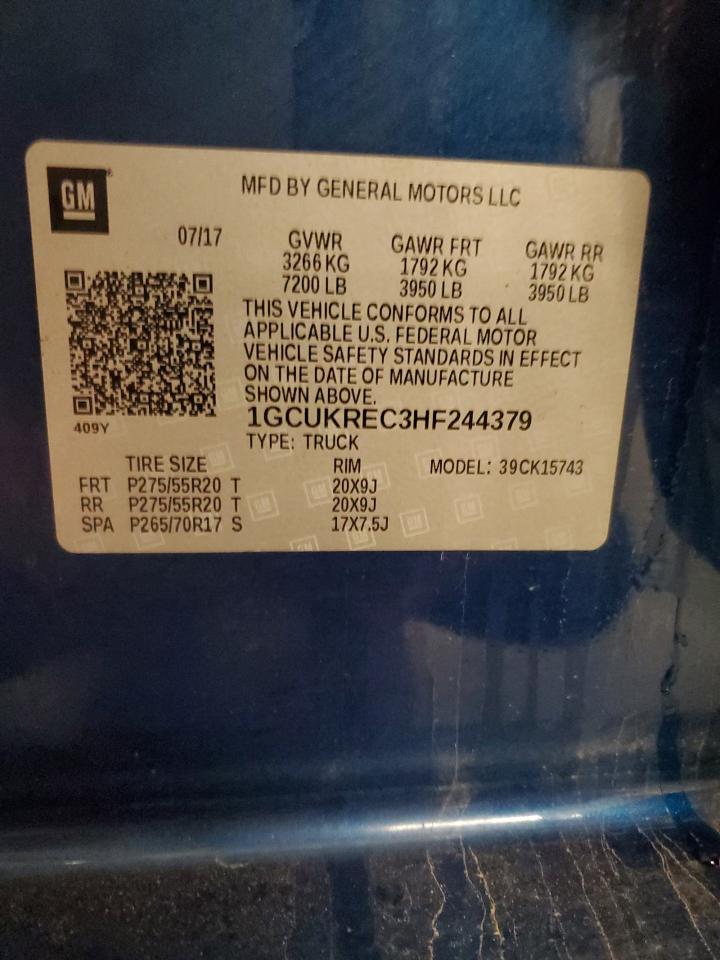 GM
MFD BY GENERAL MOTORS LLC
07/17 GVWR GAWR FRT GAWR RR
3266 KG 1792 KG 1792 KG
7200 LB 3950 LB 3950 LB
THIS VEHICLE CONFORMS TO ALL
APPLICABLE U.S. FEDERAL MOTOR
VEHICLE SAFETY STANDARDS IN EFFECT
ON THE DATE OF MANUFACTURE
SHOWN ABOVE.
409Y
1GCUKREC3HF244379
TYPE: TRUCK
TIRE SIZE RIM MODEL: 39CK15743
FRT P275/55R20 T 20X9J
RR P275/55R20 T 20X9J
SPA P265/70R17 S 17X7.5J